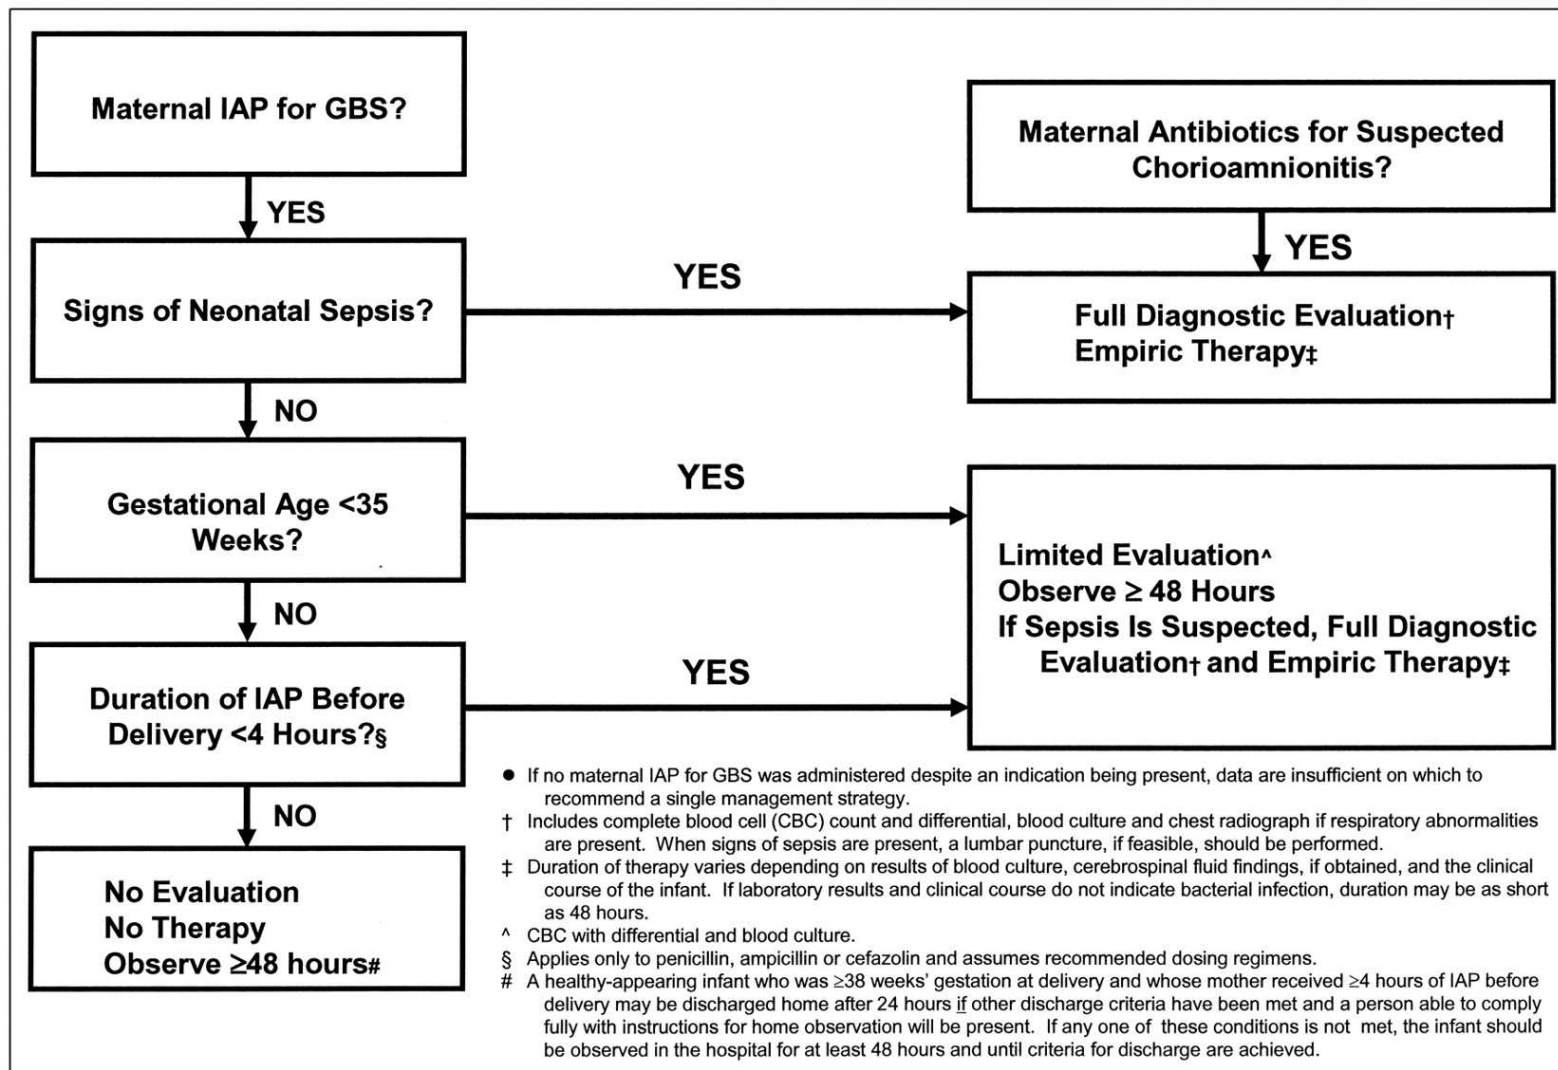 Maternal IAP for GBS?
YES
Signs of Neonatal Sepsis?
YES
NO
Gestational Age <35
Weeks?
YES
NO
Duration of IAP Before
Delivery <4 Hours?§
YES
NO
No Evaluation
No Therapy
Observe ≥48 hours#
Maternal Antibiotics for Suspected
Chorioamnionitis?
YES
Full Diagnostic Evaluation†
Empiric Therapy‡
Limited Evaluation^
Observe ≥ 48 Hours
If Sepsis Is Suspected, Full Diagnostic
Evaluation† and Empiric Therapy‡
● If no maternal IAP for GBS was administered despite an indication being present, data are insufficient on which to
recommend a single management strategy.
† Includes complete blood cell (CBC) count and differential, blood culture and chest radiograph if respiratory abnormalities
are present. When signs of sepsis are present, a lumbar puncture, if feasible, should be performed.
‡ Duration of therapy varies depending on results of blood culture, cerebrospinal fluid findings, if obtained, and the clinical
course of the infant. If laboratory results and clinical course do not indicate bacterial infection, duration may be as short
as 48 hours.
^ CBC with differential and blood culture.
§ Applies only to penicillin, ampicillin or cefazolin and assumes recommended dosing regimens.
# A healthy-appearing infant who was ≥38 weeks' gestation at delivery and whose mother received ≥4 hours of IAP before
delivery may be discharged home after 24 hours if other discharge criteria have been met and a person able to comply
fully with instructions for home observation will be present. If any one of these conditions is not met, the infant should
be observed in the hospital for at least 48 hours and until criteria for discharge are achieved.